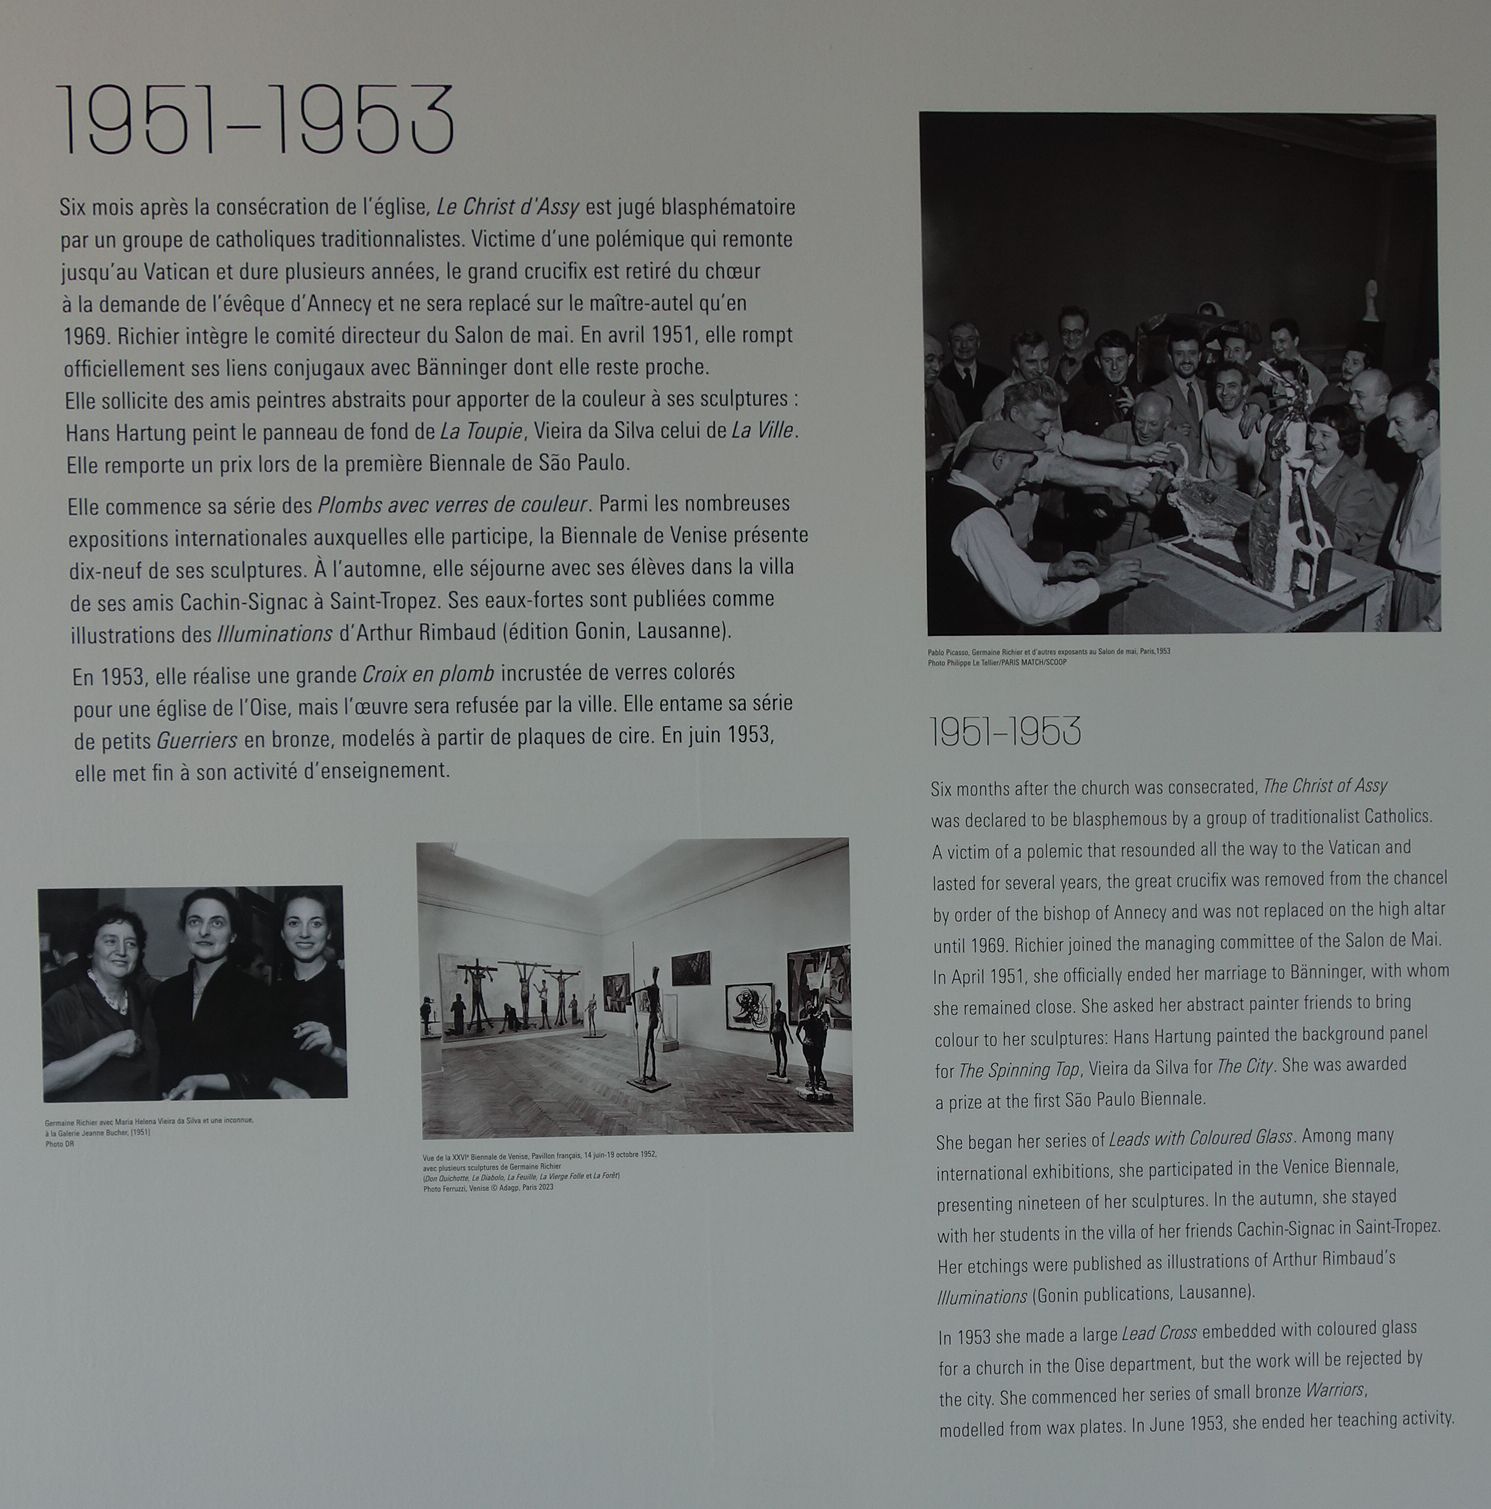 1951–1953
Six mois après la consécration de l'église, Le Christ d'Assy est jugé blasphématoire
par un groupe de catholiques traditionnalistes. Victime d'une polémique qui remonte
jusqu'au Vatican et dure plusieurs années, le grand crucifix est retiré du chœur
à la demande de l'évêque d'Annecy et ne sera replacé sur le maître-autel qu'en
1969. Richier intègre le comité directeur du Salon de mai. En avril 1951, elle rompt
officiellement ses liens conjugaux avec Bänninger dont elle reste proche.
Elle sollicite des amis peintres abstraits pour apporter de la couleur à ses sculptures :
Hans Hartung peint le panneau de fond de La Toupie, Vieira da Silva celui de La Ville.
Elle remporte un prix lors de la première Biennale de São Paulo.
Elle commence sa série des Plombs avec verres de couleur. Parmi les nombreuses
expositions internationales auxquelles elle participe, la Biennale de Venise présente
dix-neuf de ses sculptures. À l'automne, elle séjourne avec ses élèves dans la villa
de ses amis Cachin-Signac à Saint-Tropez. Ses eaux-fortes sont publiées comme
illustrations des Illuminations d'Arthur Rimbaud (édition Gonin, Lausanne).
En 1953, elle réalise une grande Croix en plomb incrustée de verres colorés
pour une église de l'Oise, mais l'œuvre sera refusée par la ville. Elle entame sa série
de petits Guerriers en bronze, modelés à partir de plaques de cire. En juin 1953,
elle met fin à son activité d'enseignement.
Germaine Richier avec Maria Helena Vieira da Silva et une inconnue,
à la Galerie Jeanne Bucher, [1951]
Photo DR
Vue de la XXVIe Biennale de Venise, Pavillon français, 14 juin-19 octobre 1952,
avec plusieurs sculptures de Germaine Richier
(Don Quichotte, Le Diabolo, La Feuille, La Vierge Folle et La Forêt)
Photo Ferruzzi, Venise © Adagp, Paris 2023
Pablo Picasso, Germaine Richier et d'autres exposants au Salon de mai, Paris,1953
Photo Philippe Le Tellier/PARIS MATCH/SCOOP
1951–1953
Six months after the church was consecrated, The Christ of Assy
was declared to be blasphemous by a group of traditionalist Catholics.
A victim of a polemic that resounded all the way to the Vatican and
lasted for several years, the great crucifix was removed from the chancel
by order of the bishop of Annecy and was not replaced on the high altar
until 1969. Richier joined the managing committee of the Salon de Mai.
In April 1951, she officially ended her marriage to Bänninger, with whom
she remained close. She asked her abstract painter friends to bring
colour to her sculptures: Hans Hartung painted the background panel
for The Spinning Top, Vieira da Silva for The City. She was awarded
a prize at the first São Paulo Biennale.
She began her series of Leads with Coloured Glass. Among many
international exhibitions, she participated in the Venice Biennale,
presenting nineteen of her sculptures. In the autumn, she stayed
with her students in the villa of her friends Cachin-Signac in Saint-Tropez.
Her etchings were published as illustrations of Arthur Rimbaud's
Illuminations (Gonin publications, Lausanne).
In 1953 she made a large Lead Cross embedded with coloured glass
for a church in the Oise department, but the work will be rejected by
the city. She commenced her series of small bronze Warriors,
modelled from wax plates. In June 1953, she ended her teaching activity.